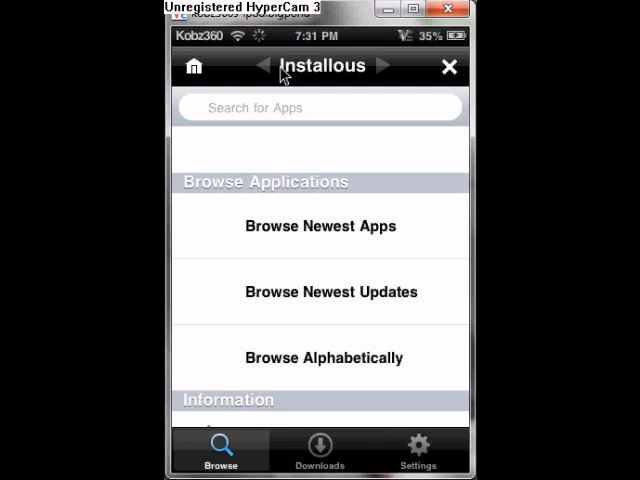 Unregistered HyperCam 3
Kobz360
7:31 PM
35%
Installous
Search for Apps
Browse Applications
Browse Newest Apps
Browse Newest Updates
Browse Alphabetically
Information
Browse
Downloads
Settings